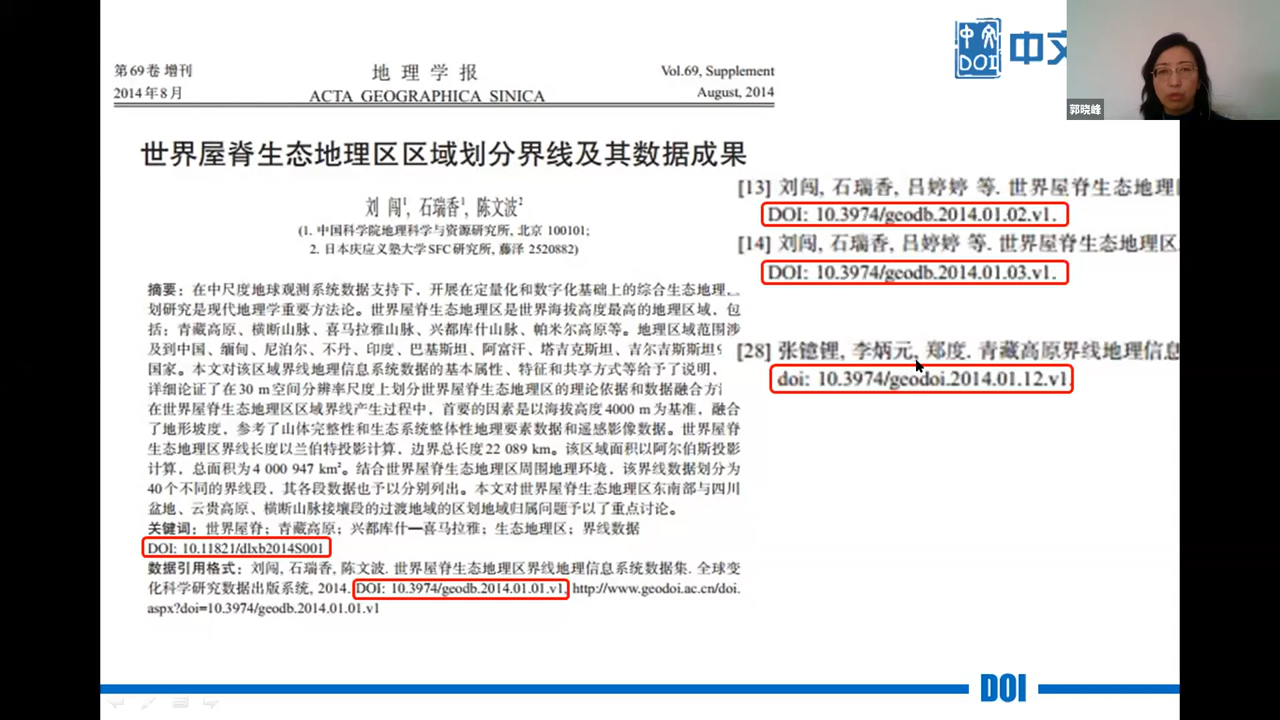 第69卷 增刊
2014年8月
地 理 学 报
ACTA GEOGRAPHICA SINICA
Vol.69, Supplement
August, 2014
世界屋脊生态地理区区域划分界线及其数据成果
刘 闯¹, 石瑞香¹, 陈文波²
(1. 中国科学院地理科学与资源研究所, 北京 100101;
2. 日本庆应义塾大学SFC研究所, 藤泽 2520882)
摘要: 在中尺度地球观测系统数据支持下，开展在定量化和数字化基础上的综合生态地理
划研究是现代地理学重要方法论。世界屋脊生态地理区是世界海拔高度最高的地理区域，包
括：青藏高原、横断山脉、喜马拉雅山脉、兴都库什山脉、帕米尔高原等。地理区域范围涉
及到中国、缅甸、尼泊尔、不丹、印度、巴基斯坦、阿富汗、塔吉克斯坦、吉尔吉斯斯坦
国家。本文对该区域界线地理信息系统数据的基本属性、特征和共享方式等给予了说明，
详细论证了在30 m空间分辨率尺度上划分世界屋脊生态地理区的理论依据和数据融合方
在世界屋脊生态地理区区域界线产生过程中，首要的因素是以海拔高度4000 m为基准，融合
了地形坡度，参考了山体完整性和生态系统整体性地理要素数据和遥感影像数据。世界屋脊
生态地理区界线长度以兰伯特投影计算，边界总长度22 089 km。该区域面积以阿尔伯斯投影
计算，总面积为4 000 947 km²。结合世界屋脊生态地理区周围地理环境，该界线数据划分为
40个不同的界线段，其各段数据也予以分别列出。本文对世界屋脊生态地理区东南部与四川
盆地、云贵高原、横断山脉接壤段的过渡地域的区划地域归属问题予以了重点讨论。
关键词: 世界屋脊；青藏高原；兴都库什—喜马拉雅；生态地理区；界线数据
DOI: 10.11821/dlxb2014S001
数据引用格式: 刘闯, 石瑞香, 陈文波. 世界屋脊生态地理区界线地理信息系统数据集. 全球变
化科学研究数据出版系统, 2014. DOI: 10.3974/geodb.2014.01.01.v1. http://www.geodoi.ac.cn/doi.
aspx?doi=10.3974/geodb.2014.01.01.v1
[13] 刘闯, 石瑞香, 吕婷婷 等. 世界屋脊生态地理
DOI: 10.3974/geodb.2014.01.02.v1.
[14] 刘闯, 石瑞香, 吕婷婷 等. 世界屋脊生态地理区
DOI: 10.3974/geodb.2014.01.03.v1.
[28] 张镱锂, 李炳元, 郑度. 青藏高原界线地理信息
doi: 10.3974/geodoi.2014.01.12.v1.
中文
DOI
中文
郭晓峰
DOI